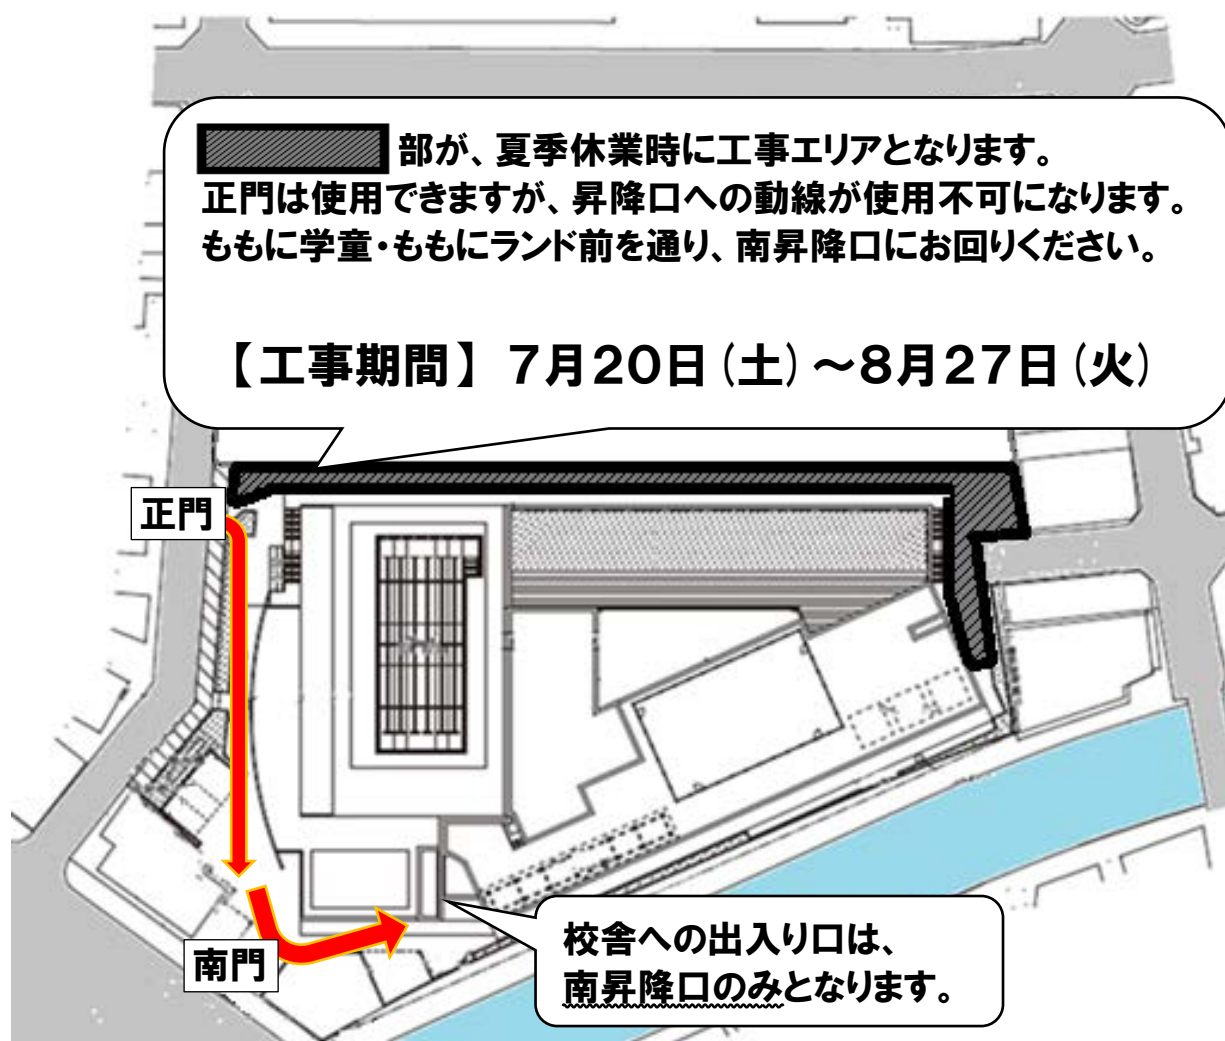 部が、夏季休業時に工事エリアとなります。
正門は使用できますが、昇降口への動線が使用不可になります。
ももに学童・ももにランド前を通り、南昇降口にお回りください。
【工事期間】７月２０日(土)～８月２７日(火)
正門
南門
校舎への出入り口は、
南昇降口のみとなります。